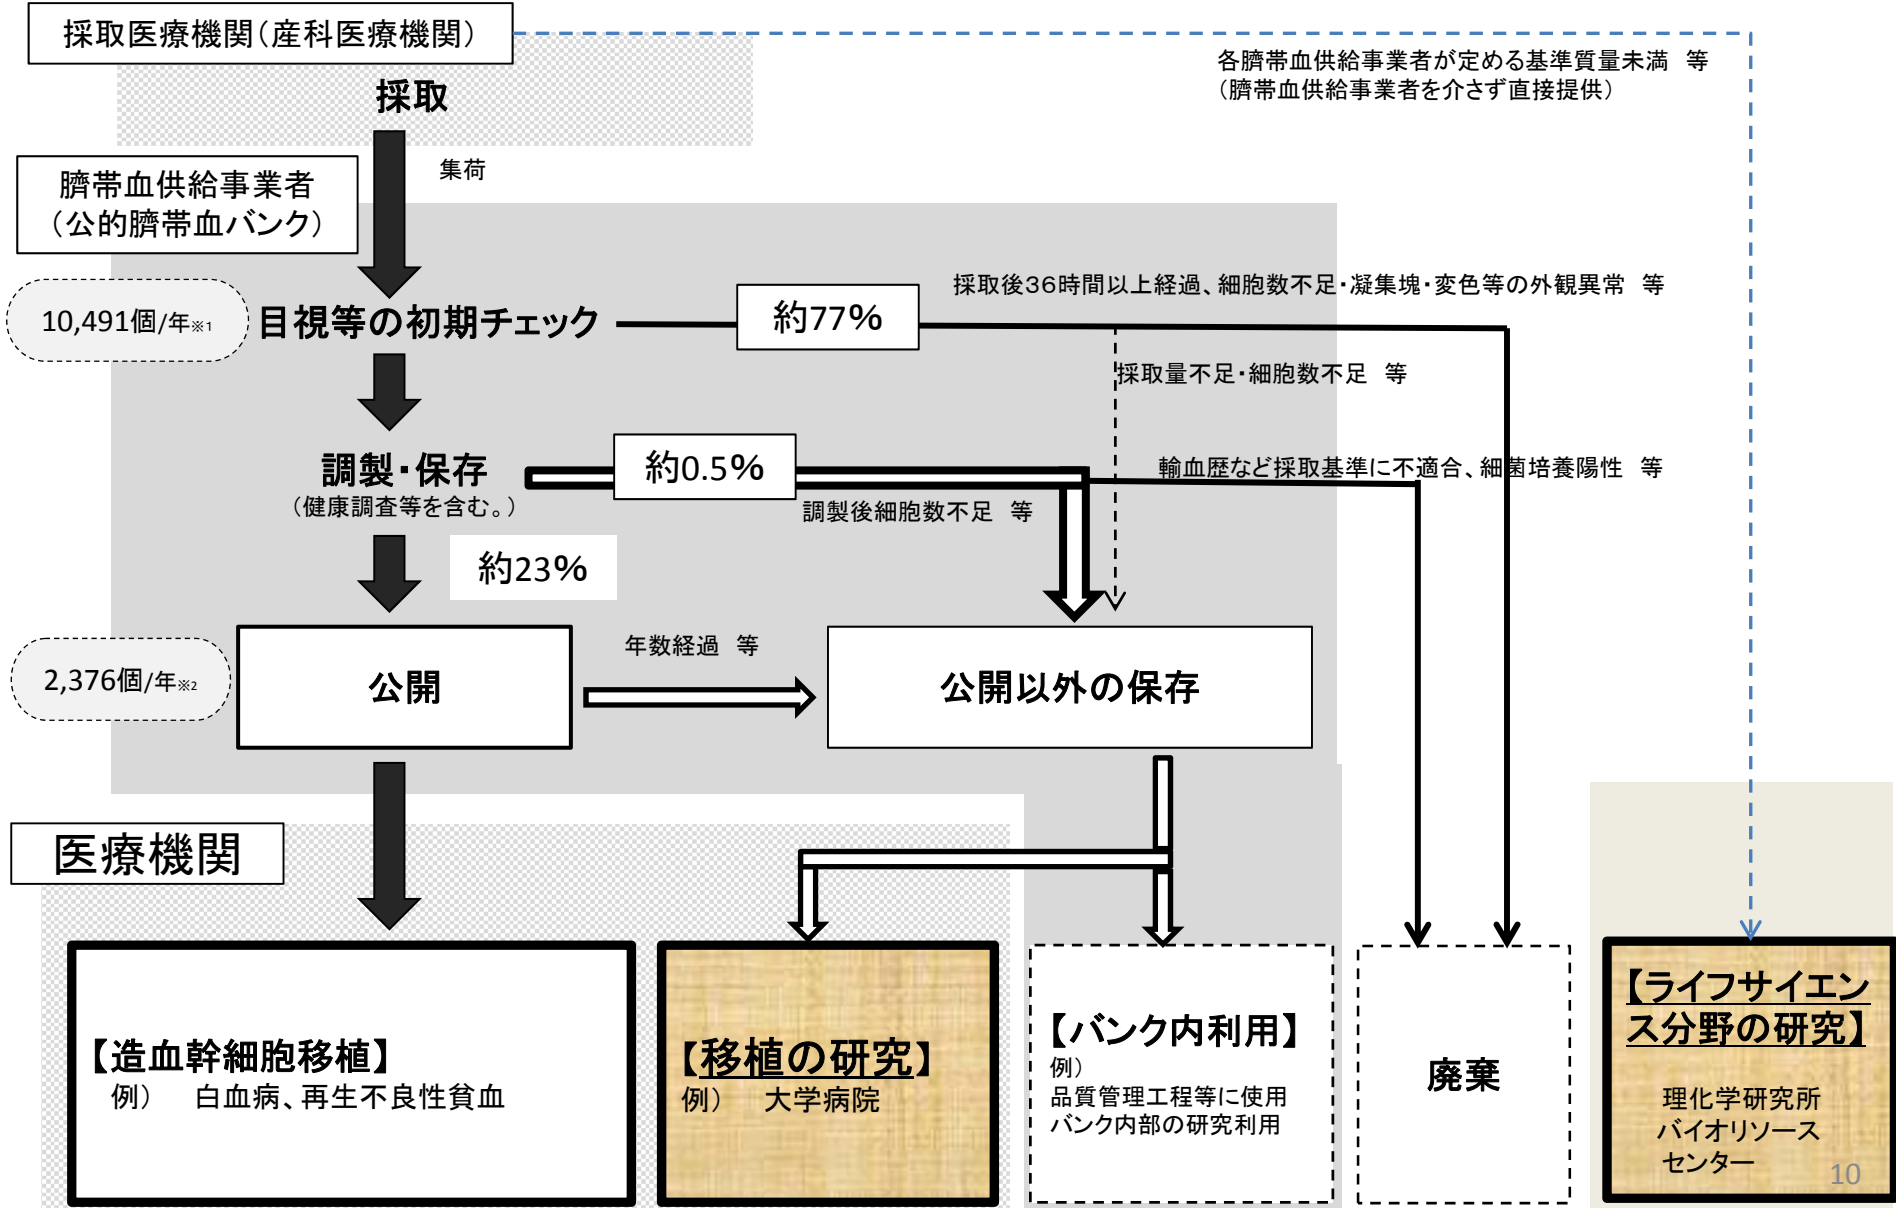 採取医療機関（産科医療機関）
各臍帯血供給事業者が定める基準質量未満　等
（臍帯血供給事業者を介さず直接提供）
採取
集荷
臍帯血供給事業者
（公的臍帯血バンク）
10,491個/年※1
目視等の初期チェック
約77%
採取後３６時間以上経過、細胞数不足・凝集塊・変色等の外観異常　等
採取量不足・細胞数不足　等
調製・保存
（健康調査等を含む。）
約0.5%
輸血歴など採取基準に不適合、細菌培養陽性　等
調製後細胞数不足　等
約23%
2,376個/年※2
公開
年数経過　等
公開以外の保存
医療機関
【造血幹細胞移植】
例）　白血病、再生不良性貧血
【移植の研究】
例）　大学病院
【バンク内利用】
例）
品質管理工程等に使用
バンク内部の研究利用
廃棄
【ライフサイエン
ス分野の研究】
理化学研究所
バイオリソース
センター
10